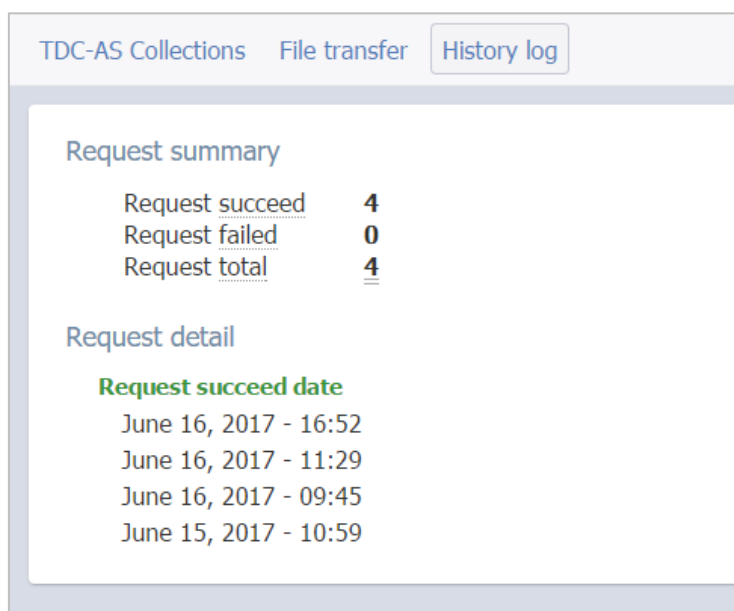 TDC-AS Collections File transfer History log
Request summary
Request succeed 4
Request failed 0
Request total 4
Request detail
Request succeed date
June 16, 2017 - 16:52
June 16, 2017 - 11:29
June 16, 2017 - 09:45
June 15, 2017 - 10:59